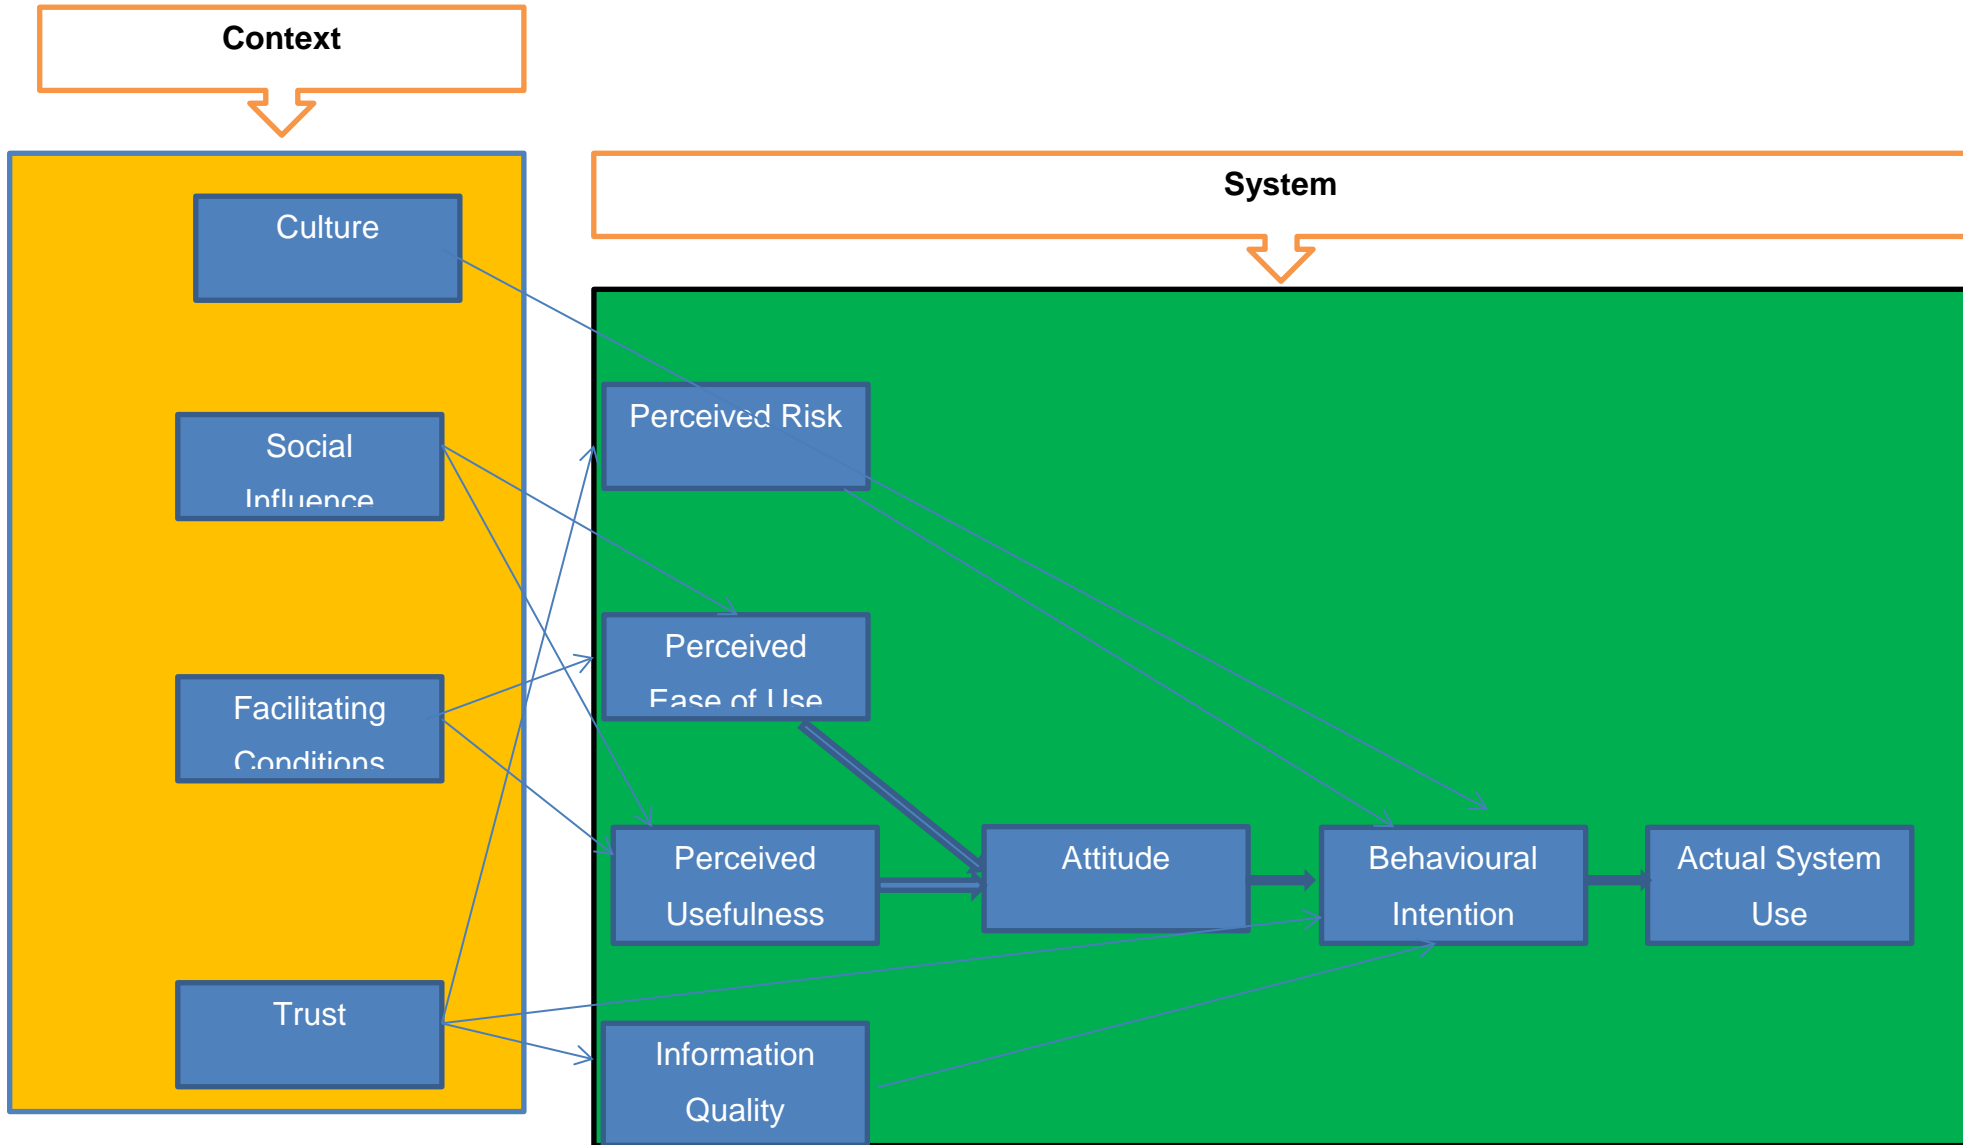 Context
System
Culture
Social
Influence
Facilitating
Conditions
Trust
Perceived Risk
Perceived
Ease of Use
Perceived
Usefulness
Attitude
Behavioural
Intention
Actual System
Use
Information
Quality